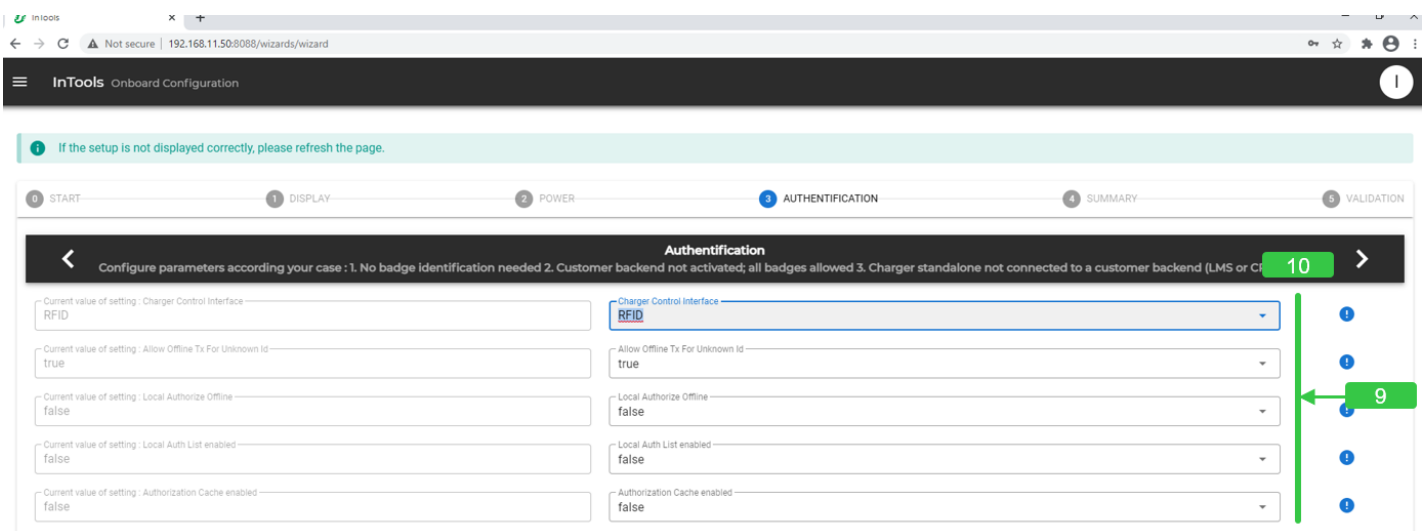 InTools
Not secure | 192.168.11.50:8088/wizards/wizard
InTools Onboard Configuration
I
If the setup is not displayed correctly, please refresh the page.
0 START 1 DISPLAY 2 POWER 3 AUTHENTIFICATION 4 SUMMARY 5 VALIDATION
Authentification
Configure parameters according your case : 1. No badge identification needed 2. Customer backend not activated; all badges allowed 3. Charger standalone not connected to a customer backend (LMS or
10
Current value of setting : Charger Control Interface
RFID
Charger Control Interface
RFID
Current value of setting : Allow Offline Tx For Unknown Id
true
Allow Offline Tx For Unknown Id
true
Current value of setting : Local Authorize Offline
false
Local Authorize Offline
false
9
Current value of setting : Local Auth List enabled
false
Local Auth List enabled
false
Current value of setting : Authorization Cache enabled
false
Authorization Cache enabled
false